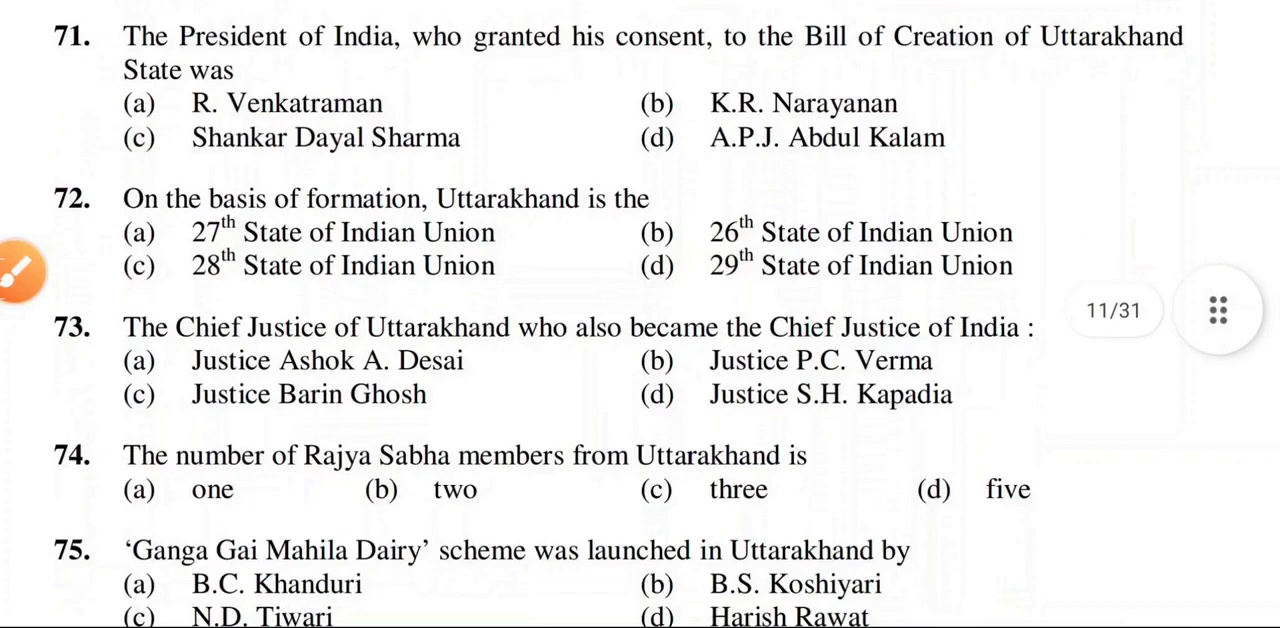 71. The President of India, who granted his consent, to the Bill of Creation of Uttarakhand
State was
(a) R. Venkatraman (b) K.R. Narayanan
(c) Shankar Dayal Sharma (d) A.P.J. Abdul Kalam
72. On the basis of formation, Uttarakhand is the
(a) 27th State of Indian Union (b) 26th State of Indian Union
(c) 28th State of Indian Union (d) 29th State of Indian Union
11/31
73. The Chief Justice of Uttarakhand who also became the Chief Justice of India :
(a) Justice Ashok A. Desai (b) Justice P.C. Verma
(c) Justice Barin Ghosh (d) Justice S.H. Kapadia
74. The number of Rajya Sabha members from Uttarakhand is
(a) one (b) two (c) three (d) five
75. ‘Ganga Gai Mahila Dairy’ scheme was launched in Uttarakhand by
(a) B.C. Khanduri (b) B.S. Koshiyari
(c) N.D. Tiwari (d) Harish Rawat